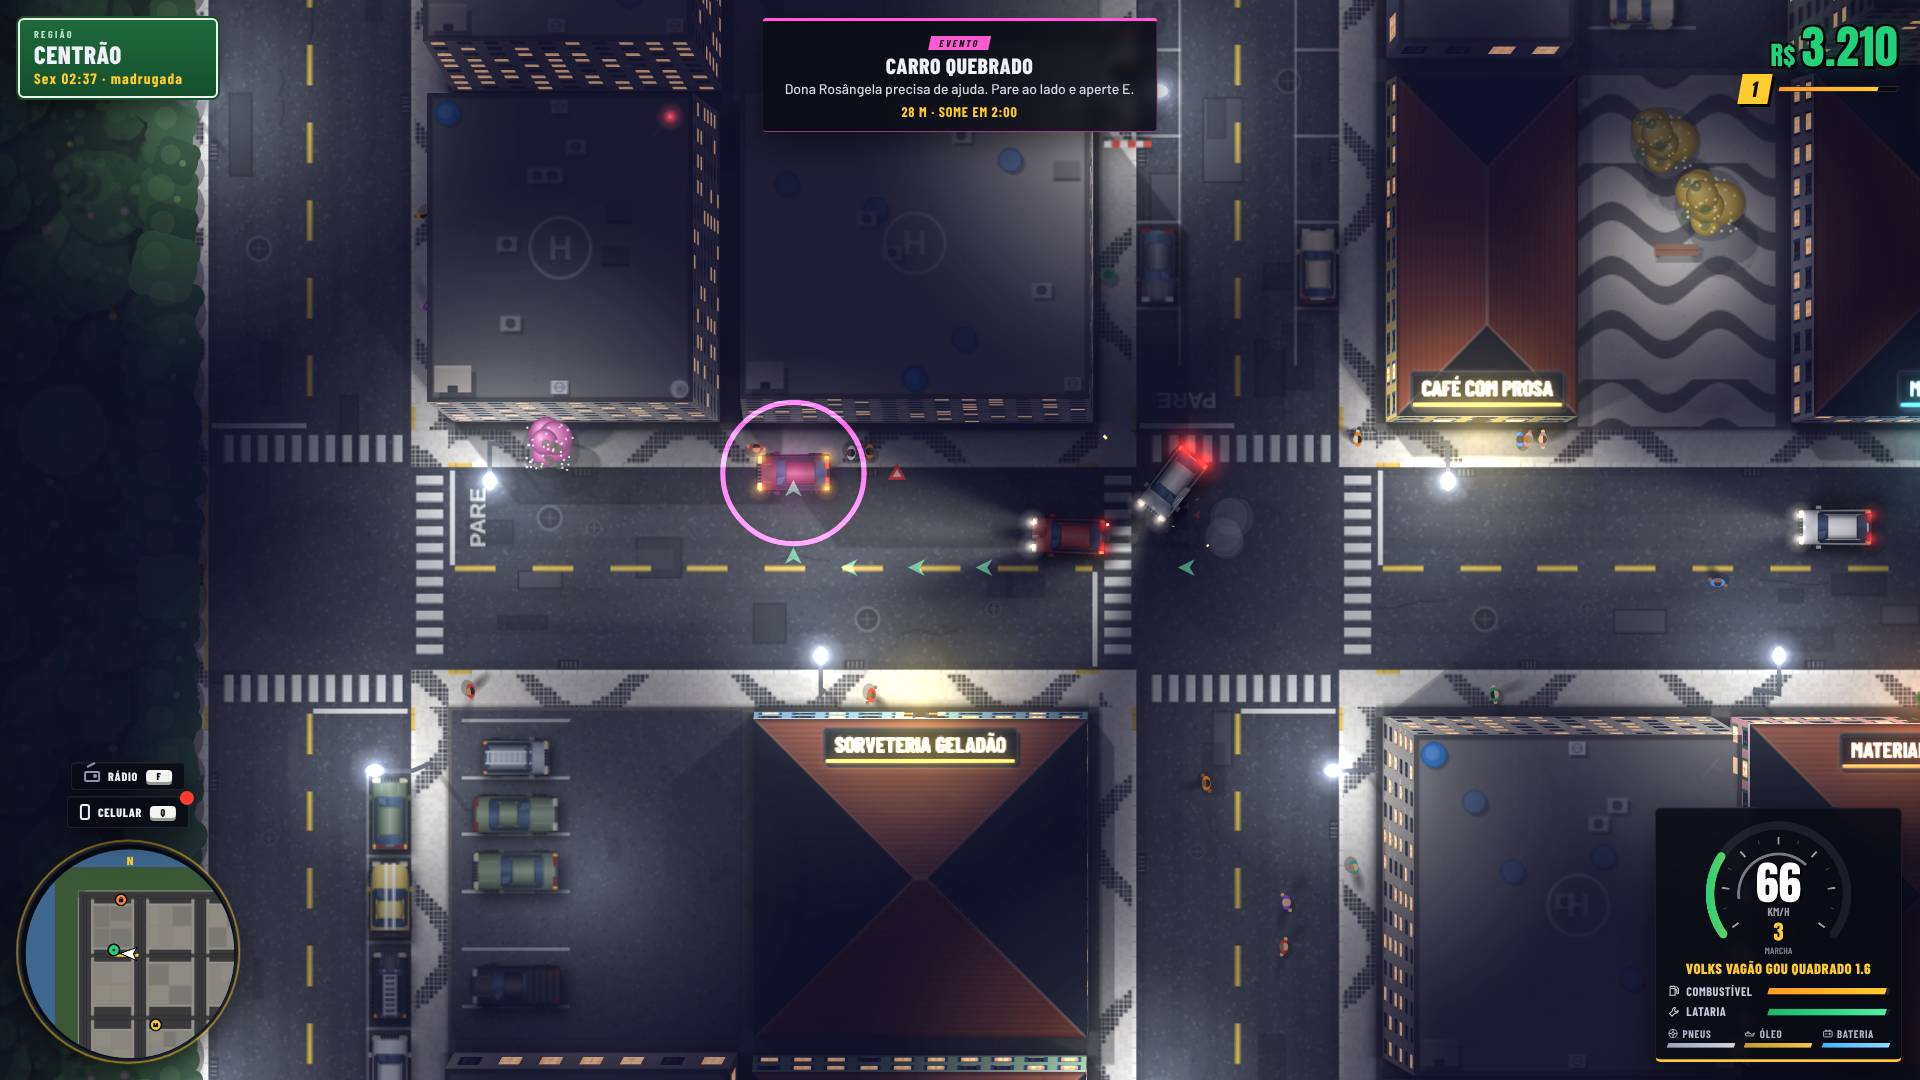 REGIÃO
CENTRÃO
Sex 02:37 · madrugada
EVENTO
CARRO QUEBRADO
Dona Rosângela precisa de ajuda. Pare ao lado e aperte E.
28 M · SOME EM 2:00
R$ 3.210
1
H
H
PARE
CAFÉ COM PROSA
M
PARE
SORVETERIA GELADÃO
MATERIAI
RÁDIO F
CELULAR Q
N
H
66
KM/H
3
MARCHA
VOLKS VAGÃO GOU QUADRADO 1.6
COMBUSTÍVEL
LATARIA
PNEUS ÓLEO BATERIA